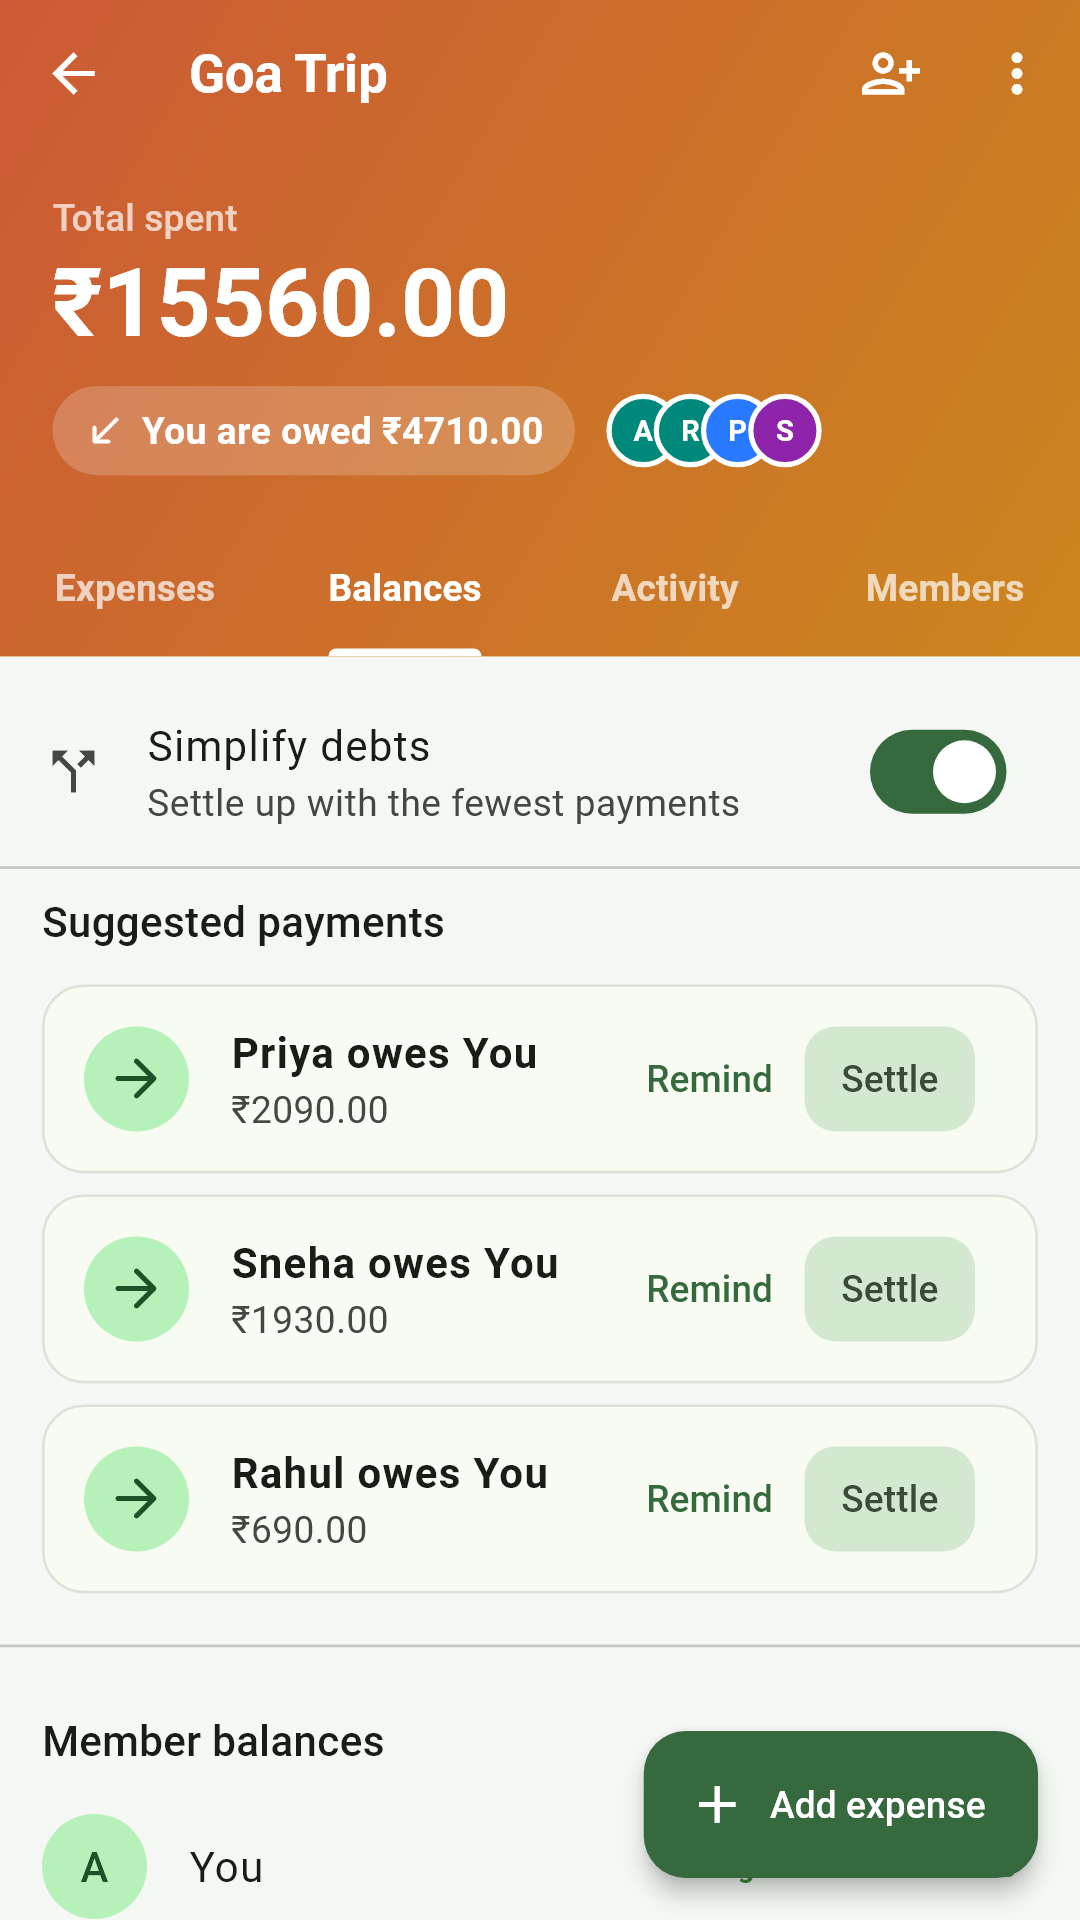 Goa Trip
Total spent
₹15560.00
You are owed ₹4710.00
A R P S
Expenses Balances Activity Members
Simplify debts
Settle up with the fewest payments
Suggested payments
Priya owes You
₹2090.00
Remind Settle
Sneha owes You
₹1930.00
Remind Settle
Rahul owes You
₹690.00
Remind Settle
Member balances
Add expense
A You